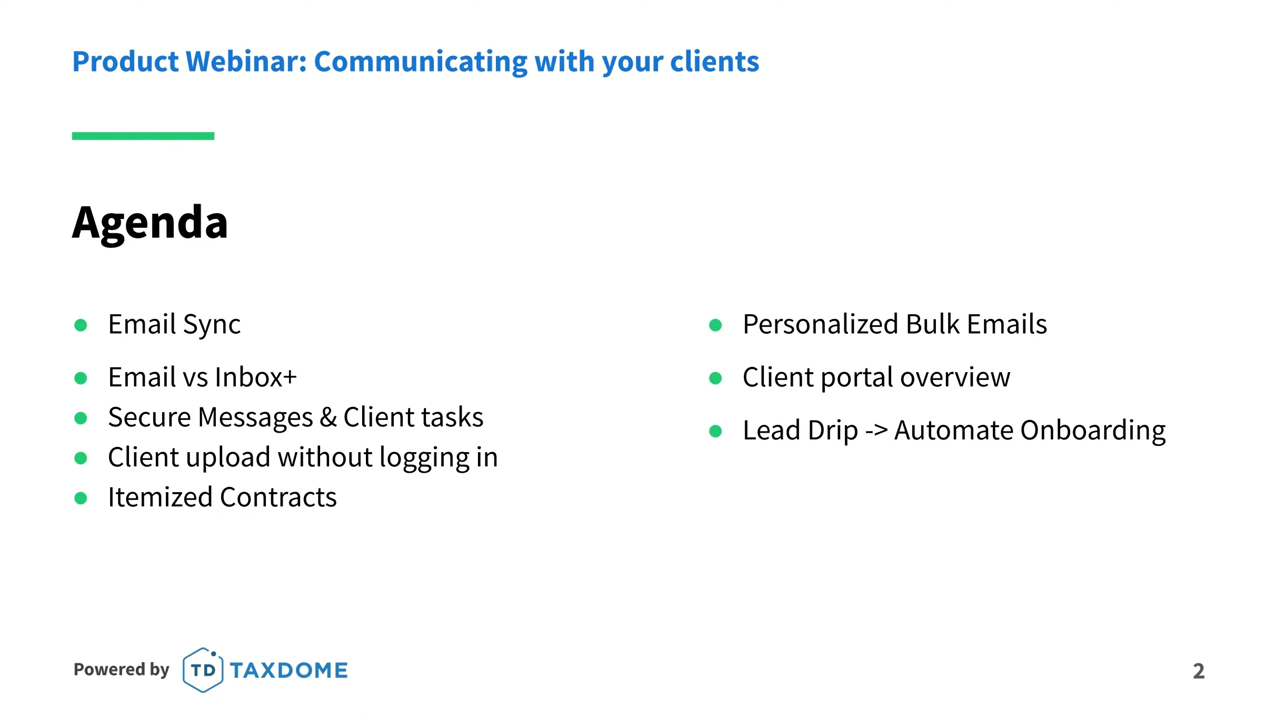 Product Webinar: Communicating with your clients
Agenda
● Email Sync
● Email vs Inbox+
● Secure Messages & Client tasks
● Client upload without logging in
● Itemized Contracts
● Personalized Bulk Emails
● Client portal overview
● Lead Drip -> Automate Onboarding
Powered by TD TAXDOME
2